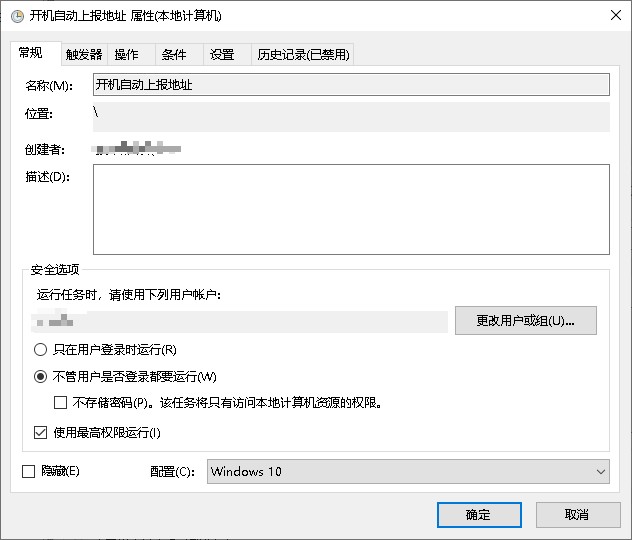 开机自动上报地址 属性(本地计算机)
常规 触发器 操作 条件 设置 历史记录(已禁用)
名称(M): 开机自动上报地址
位置: \
创建者:
描述(D):
安全选项
运行任务时，请使用下列用户帐户:
更改用户或组(U)...
只在用户登录时运行(R)
不管用户是否登录都要运行(W)
不存储密码(P)。该任务将只有访问本地计算机资源的权限。
使用最高权限运行(I)
隐藏(E) 配置(C): Windows 10
确定 取消